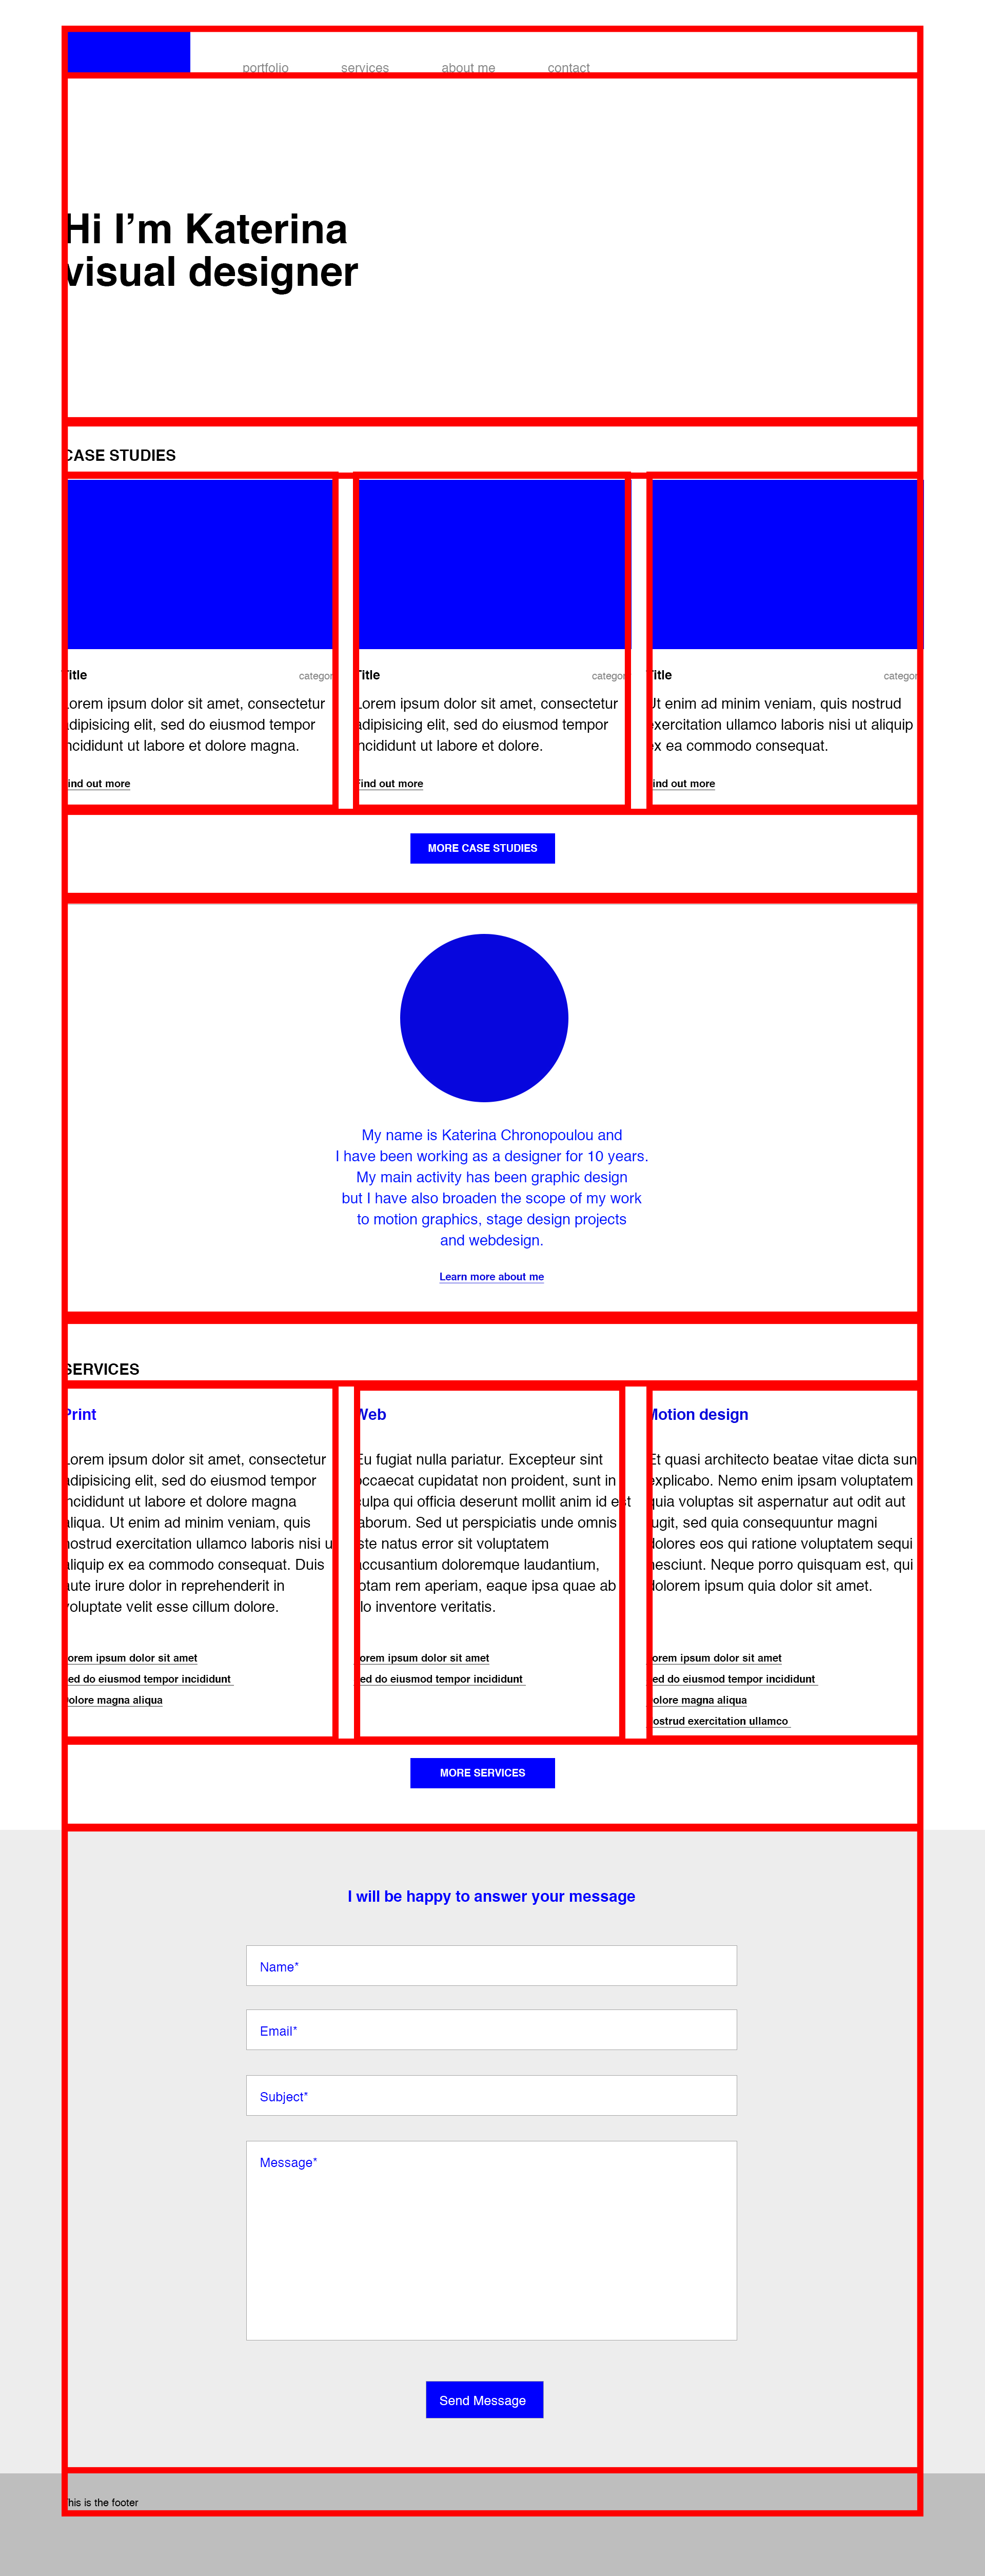 portfolio services about me contact
Hi I’m Katerina
visual designer
CASE STUDIES
Title category
Lorem ipsum dolor sit amet, consectetur
adipisicing elit, sed do eiusmod tempor
incididunt ut labore et dolore magna.
Find out more
Title category
Lorem ipsum dolor sit amet, consectetur
adipisicing elit, sed do eiusmod tempor
incididunt ut labore et dolore.
Find out more
Title category
Ut enim ad minim veniam, quis nostrud
exercitation ullamco laboris nisi ut aliquip
ex ea commodo consequat.
Find out more
MORE CASE STUDIES
My name is Katerina Chronopoulou and
I have been working as a designer for 10 years.
My main activity has been graphic design
but I have also broaden the scope of my work
to motion graphics, stage design projects
and webdesign.
Learn more about me
SERVICES
Print
Lorem ipsum dolor sit amet, consectetur
adipisicing elit, sed do eiusmod tempor
incididunt ut labore et dolore magna
aliqua. Ut enim ad minim veniam, quis
nostrud exercitation ullamco laboris nisi ut
aliquip ex ea commodo consequat. Duis
aute irure dolor in reprehenderit in
voluptate velit esse cillum dolore.
Lorem ipsum dolor sit amet
Sed do eiusmod tempor incididunt
Dolore magna aliqua
Web
Eu fugiat nulla pariatur. Excepteur sint
occaecat cupidatat non proident, sunt in
culpa qui officia deserunt mollit anim id est
laborum. Sed ut perspiciatis unde omnis
iste natus error sit voluptatem
accusantium doloremque laudantium,
totam rem aperiam, eaque ipsa quae ab
illo inventore veritatis.
Lorem ipsum dolor sit amet
Sed do eiusmod tempor incididunt
Motion design
Et quasi architecto beatae vitae dicta sunt
explicabo. Nemo enim ipsam voluptatem
quia voluptas sit aspernatur aut odit aut
fugit, sed quia consequuntur magni
dolores eos qui ratione voluptatem sequi
nesciunt. Neque porro quisquam est, qui
dolorem ipsum quia dolor sit amet.
Lorem ipsum dolor sit amet
Sed do eiusmod tempor incididunt
Dolore magna aliqua
Nostrud exercitation ullamco
MORE SERVICES
I will be happy to answer your message
Name*
Email*
Subject*
Message*
Send Message
This is the footer